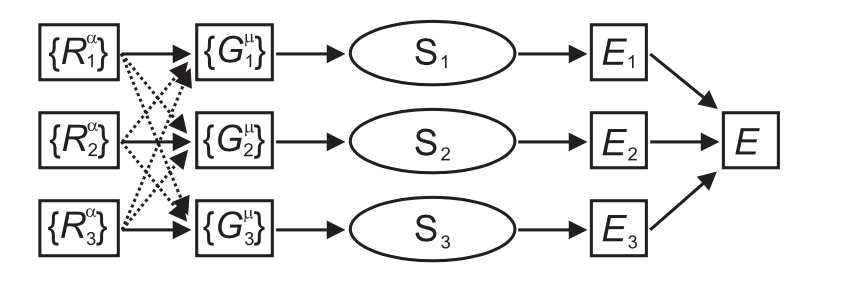 {R₁^α} {G₁^μ} S₁ E₁
{R₂^α} {G₂^μ} S₂ E₂ E
{R₃^α} {G₃^μ} S₃ E₃